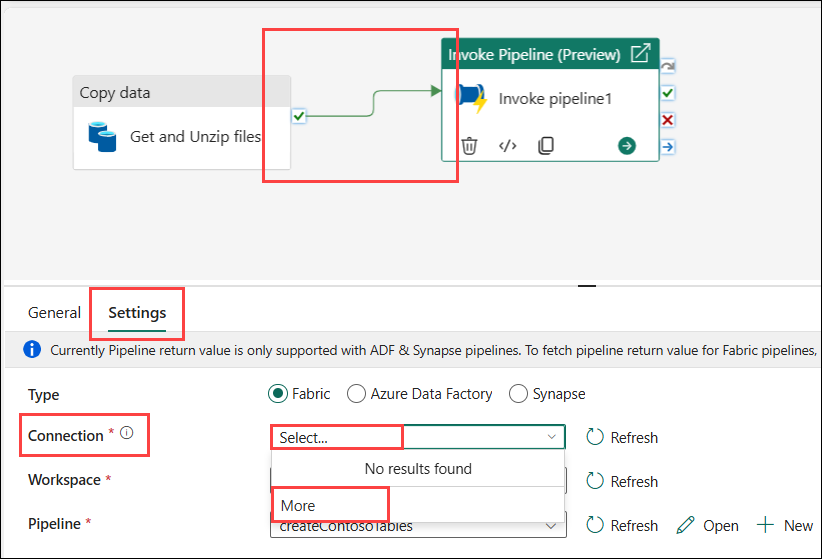 Invoke Pipeline (Preview)
Copy data
Invoke pipeline1
Get and Unzip files
</>
General
Settings
Currently Pipeline return value is only supported with ADF & Synapse pipelines. To fetch pipeline return value for Fabric pipelines,
Type
Fabric
Azure Data Factory
Synapse
Connection *
Select...
Refresh
No results found
Workspace *
Refresh
More
Pipeline *
createContosoTables
Refresh
Open
New